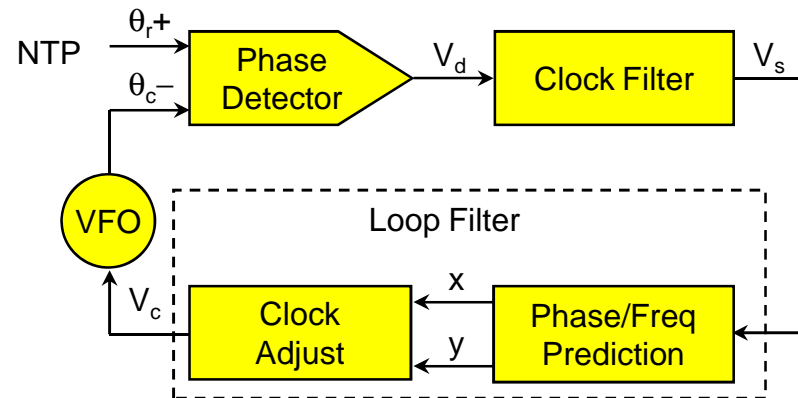 θr+
NTP
θc−
Phase
Detector
Vd
Clock Filter
Vs
VFO
Loop Filter
Vc
Clock
Adjust
x
y
Phase/Freq
Prediction